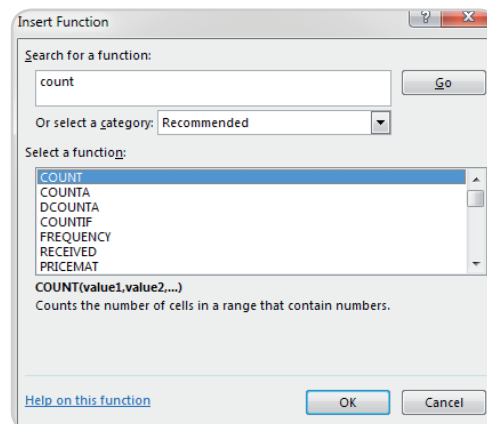 Insert Function
?
Search for a function:
count
Go
Or select a category: Recommended
Select a function:
COUNT
COUNTA
DCOUNTA
COUNTIF
FREQUENCY
RECEIVED
PRICEMAT
COUNT(value1,value2,...)
Counts the number of cells in a range that contain numbers.
Help on this function
OK
Cancel